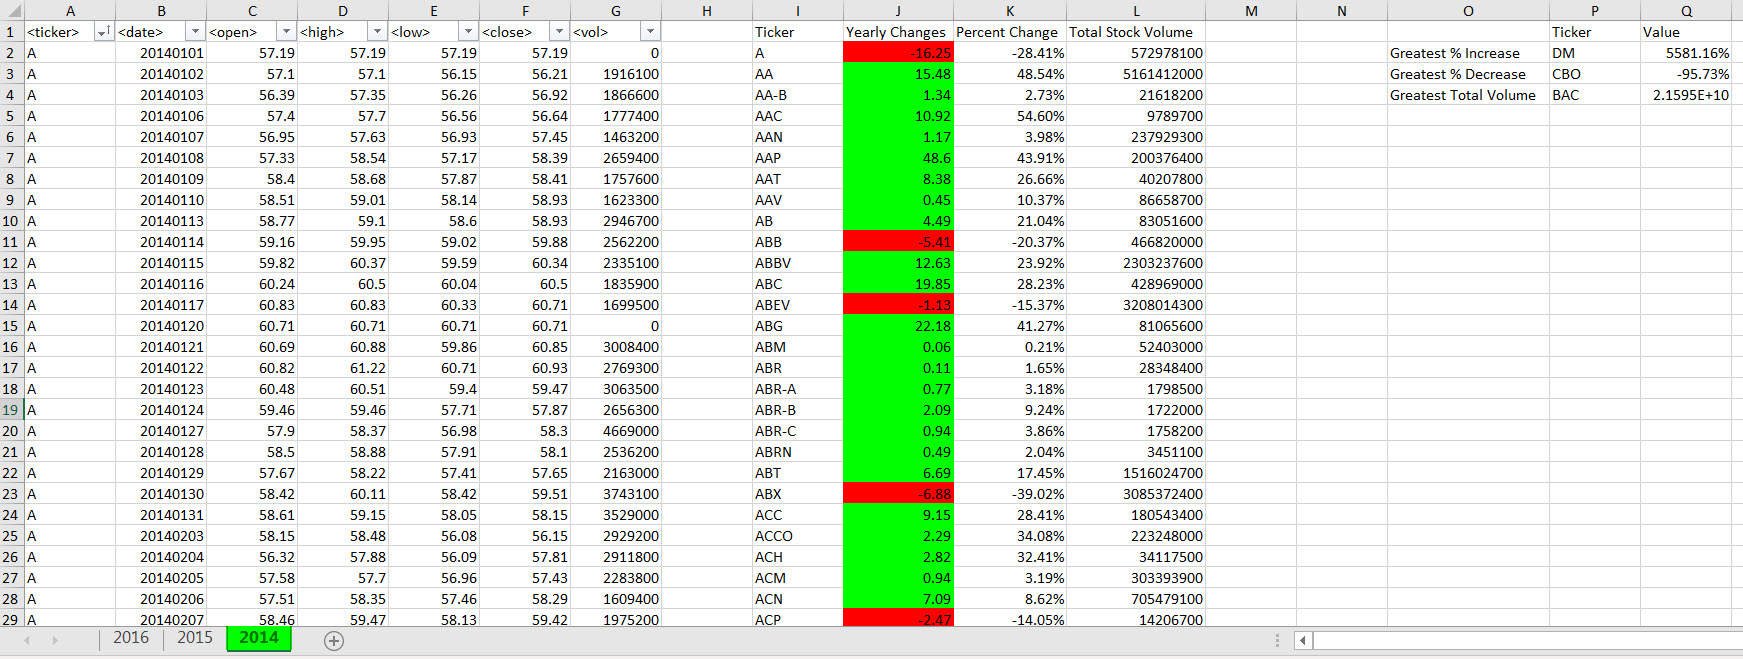 A B C D E F G H I J K L M N O P Q
1 <ticker> <date> <open> <high> <low> <close> <vol> Ticker Yearly Changes Percent Change Total Stock Volume Ticker Value
2 A 20140101 57.19 57.19 57.19 57.19 0 A -16.25 -28.41% 572978100 Greatest % Increase DM 5581.16%
3 A 20140102 57.1 57.1 56.15 56.21 1916100 AA 15.48 48.54% 5161412000 Greatest % Decrease CBO -95.73%
4 A 20140103 56.39 57.35 56.26 56.92 1866600 AA-B 1.34 2.73% 21618200 Greatest Total Volume BAC 2.1595E+10
5 A 20140106 57.4 57.7 56.56 56.64 1777400 AAC 10.92 54.60% 9789700
6 A 20140107 56.95 57.63 56.93 57.45 1463200 AAN 1.17 3.98% 237929300
7 A 20140108 57.33 58.54 57.17 58.39 2659400 AAP 48.6 43.91% 200376400
8 A 20140109 58.4 58.68 57.87 58.41 1757600 AAT 8.38 26.66% 40207800
9 A 20140110 58.51 59.01 58.14 58.93 1623300 AAV 0.45 10.37% 86658700
10 A 20140113 58.77 59.1 58.6 58.93 2946700 AB 4.49 21.04% 83051600
11 A 20140114 59.16 59.95 59.02 59.88 2562200 ABB -5.41 -20.37% 466820000
12 A 20140115 59.82 60.37 59.59 60.34 2335100 ABBV 12.63 23.92% 2303237600
13 A 20140116 60.24 60.5 60.04 60.5 1835900 ABC 19.85 28.23% 428969000
14 A 20140117 60.83 60.83 60.33 60.71 1699500 ABEV -1.13 -15.37% 3208014300
15 A 20140120 60.71 60.71 60.71 60.71 0 ABG 22.18 41.27% 81065600
16 A 20140121 60.69 60.88 59.86 60.85 3008400 ABM 0.06 0.21% 52403000
17 A 20140122 60.82 61.22 60.71 60.93 2769300 ABR 0.11 1.65% 28348400
18 A 20140123 60.48 60.51 59.4 59.47 3063500 ABR-A 0.77 3.18% 1798500
19 A 20140124 59.46 59.46 57.71 57.87 2656300 ABR-B 2.09 9.24% 1722000
20 A 20140127 57.9 58.37 56.98 58.3 4669000 ABR-C 0.94 3.86% 1758200
21 A 20140128 58.5 58.88 57.91 58.1 2536200 ABRN 0.49 2.04% 3451100
22 A 20140129 57.67 58.22 57.41 57.65 2163000 ABT 6.69 17.45% 1516024700
23 A 20140130 58.42 60.11 58.42 59.51 3743100 ABX -6.88 -39.02% 3085372400
24 A 20140131 58.61 59.15 58.05 58.15 3529000 ACC 9.15 28.41% 180543400
25 A 20140203 58.15 58.48 56.08 56.15 2929200 ACCO 2.29 34.08% 223248000
26 A 20140204 56.32 57.88 56.09 57.81 2911800 ACH 2.82 32.41% 34117500
27 A 20140205 57.58 57.7 56.96 57.43 2283800 ACM 0.94 3.19% 303393900
28 A 20140206 57.51 58.35 57.46 58.29 1609400 ACN 7.09 8.62% 705479100
29 A 20140207 58.46 59.47 58.13 59.42 1975200 ACP -2.47 -14.05% 14206700
2016 2015 2014